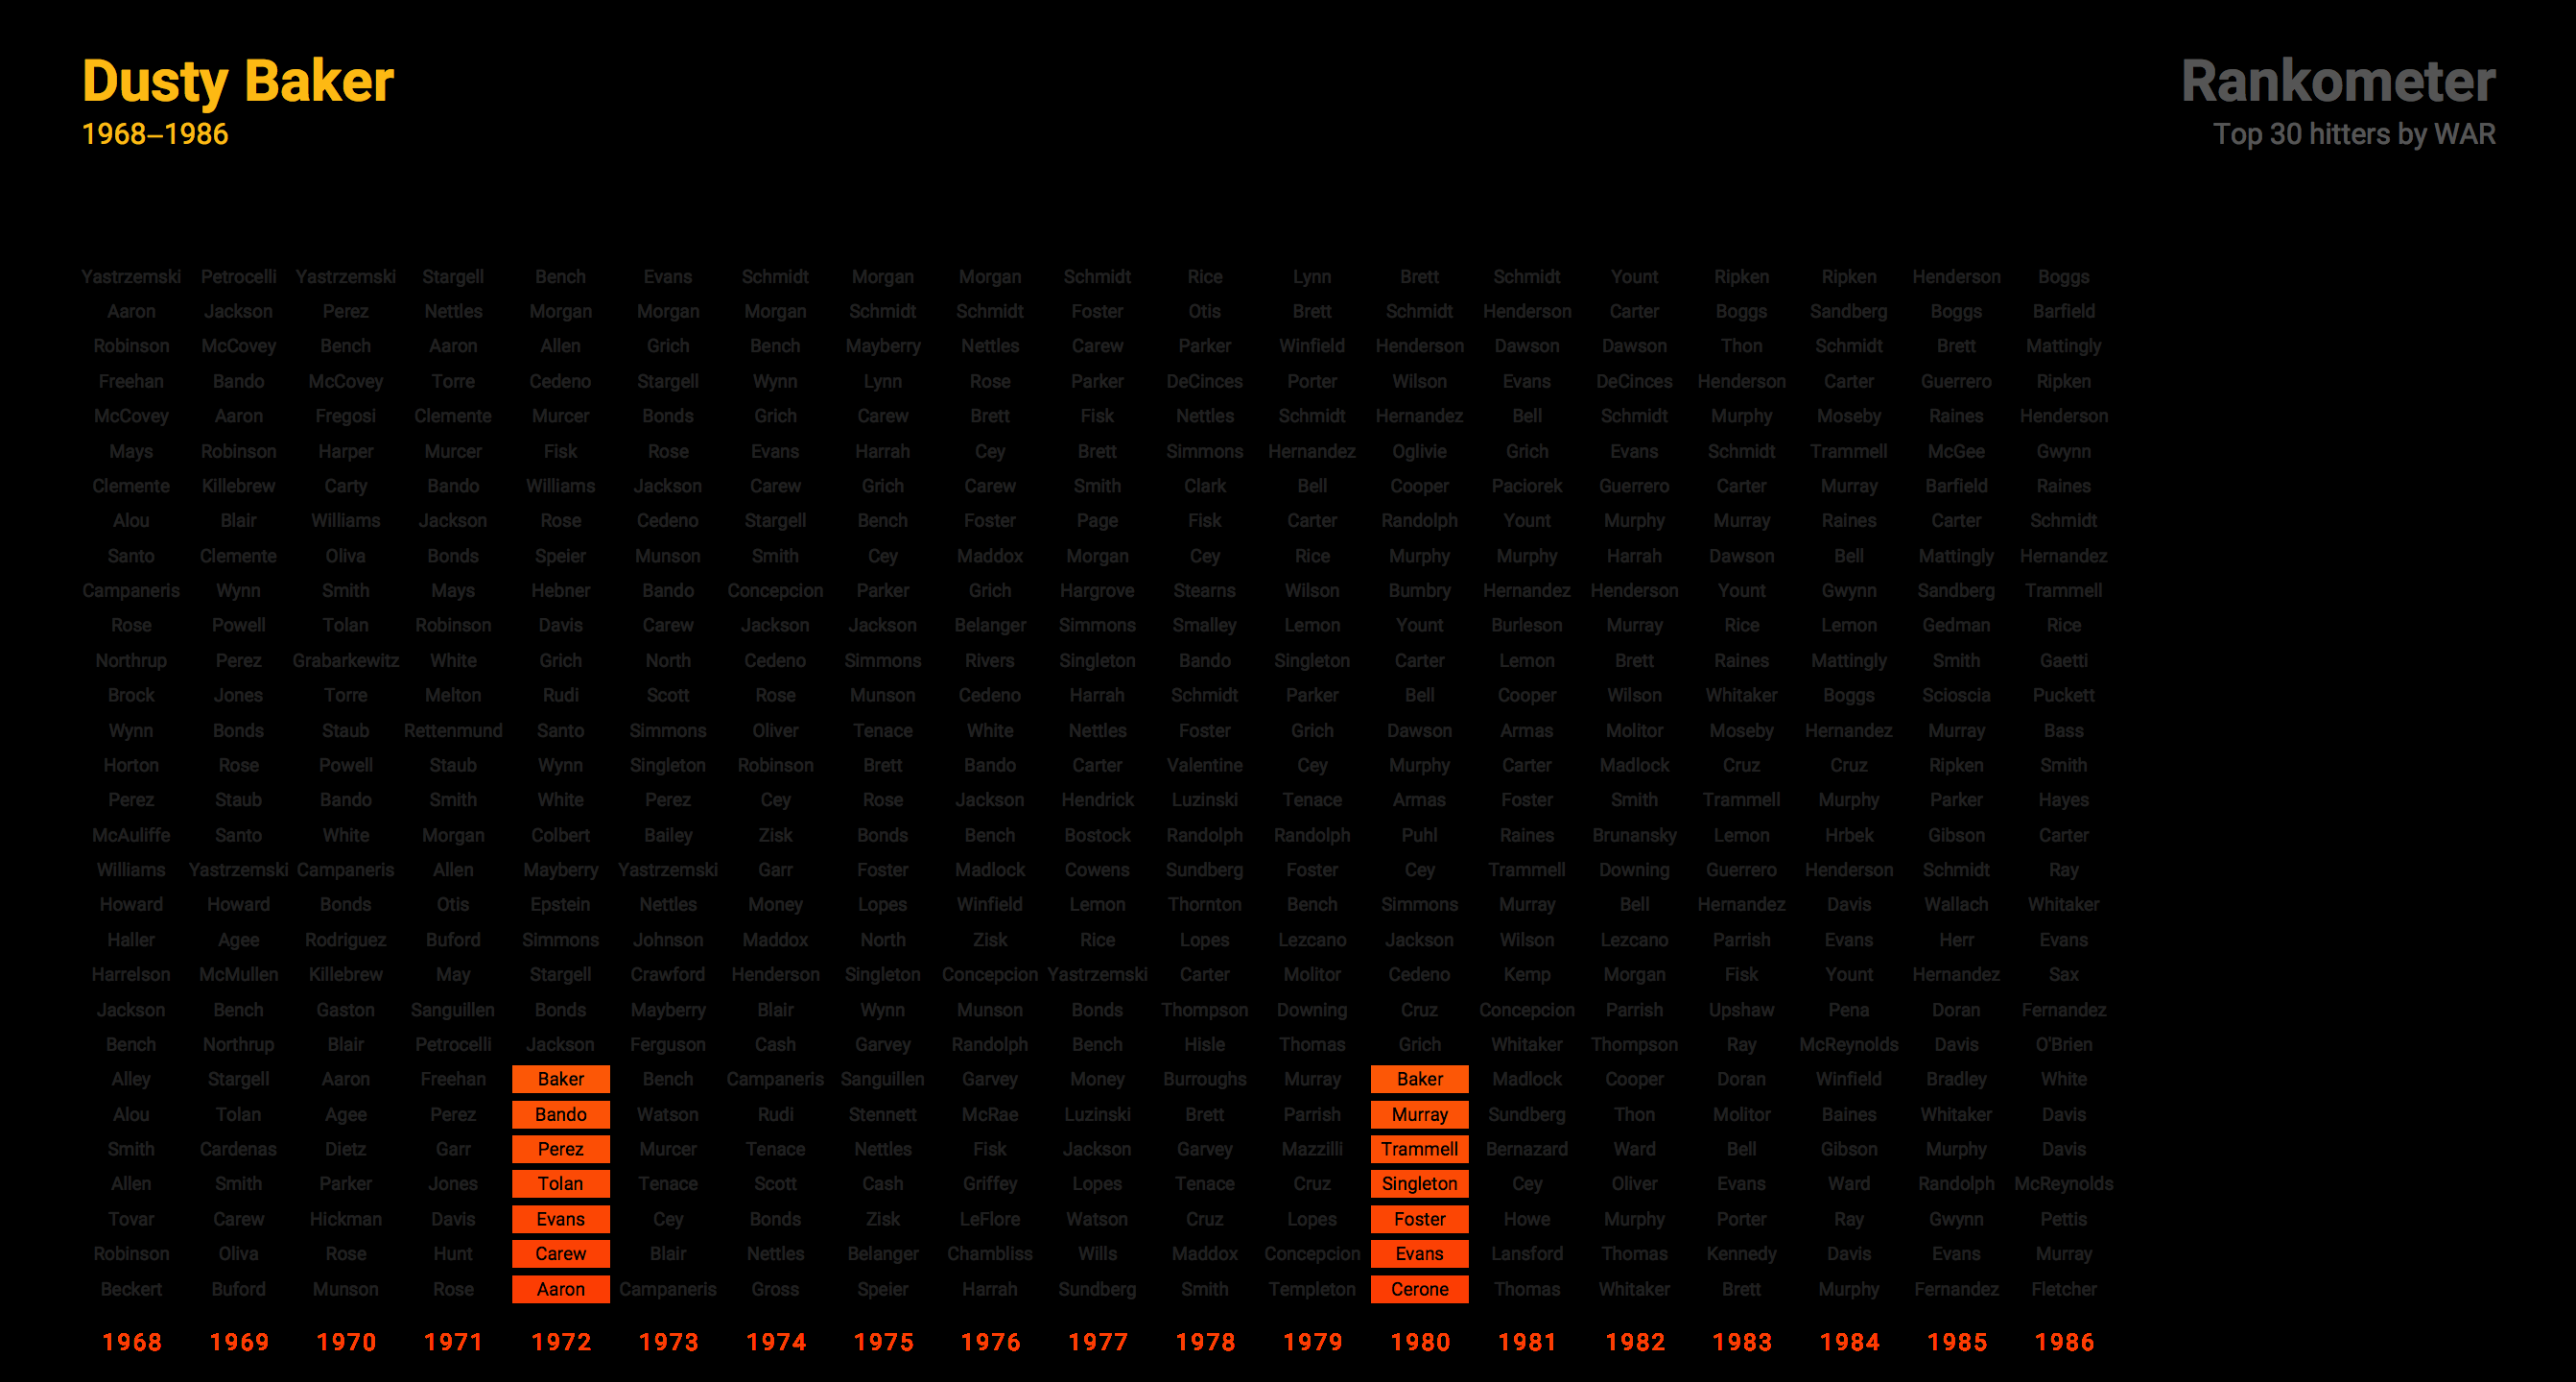 Dusty Baker
1968–1986
Rankometer
Top 30 hitters by WAR
Yastrzemski Petrocelli Yastrzemski Stargell Bench Evans Schmidt Morgan Morgan Schmidt Rice Lynn Brett Schmidt Yount Ripken Ripken Henderson Boggs
Aaron Jackson Perez Nettles Morgan Morgan Morgan Schmidt Schmidt Foster Otis Brett Schmidt Henderson Carter Boggs Sandberg Boggs Barfield
Robinson McCovey Bench Aaron Allen Grich Bench Mayberry Nettles Carew Parker Winfield Henderson Dawson Dawson Thon Schmidt Brett Mattingly
Freehan Bando McCovey Torre Cedeno Stargell Wynn Lynn Rose Parker DeCinces Porter Wilson Evans DeCinces Henderson Carter Guerrero Ripken
McCovey Aaron Fregosi Clemente Murcer Bonds Grich Carew Brett Fisk Nettles Schmidt Hernandez Bell Schmidt Murphy Moseby Raines Henderson
Mays Robinson Harper Murcer Fisk Rose Evans Harrah Cey Brett Simmons Hernandez Oglivie Grich Evans Schmidt Trammell McGee Gwynn
Clemente Killebrew Carty Bando Williams Jackson Carew Grich Carew Smith Clark Bell Cooper Paciorek Guerrero Carter Murray Barfield Raines
Alou Blair Williams Jackson Rose Cedeno Stargell Bench Foster Page Fisk Carter Randolph Yount Murphy Murray Raines Carter Schmidt
Santo Clemente Oliva Bonds Speier Munson Smith Cey Maddox Morgan Cey Rice Murphy Murphy Harrah Dawson Bell Mattingly Hernandez
Campaneris Wynn Smith Mays Hebner Bando Concepcion Parker Grich Hargrove Stearns Wilson Bumbry Hernandez Henderson Yount Gwynn Sandberg Trammell
Rose Powell Tolan Robinson Davis Carew Jackson Jackson Belanger Simmons Smalley Lemon Yount Burleson Murray Rice Lemon Gedman Rice
Northrup Perez Grabarkewitz White Grich North Cedeno Simmons Rivers Singleton Bando Singleton Carter Lemon Brett Raines Mattingly Smith Gaetti
Brock Jones Torre Melton Rudi Scott Rose Munson Cedeno Harrah Schmidt Parker Bell Cooper Wilson Whitaker Boggs Scioscia Puckett
Wynn Bonds Staub Rettenmund Santo Simmons Oliver Tenace White Nettles Foster Grich Dawson Armas Molitor Moseby Hernandez Murray Bass
Horton Rose Powell Staub Wynn Singleton Robinson Brett Bando Carter Valentine Cey Murphy Carter Madlock Cruz Cruz Ripken Smith
Perez Staub Bando Smith White Perez Cey Rose Jackson Hendrick Luzinski Tenace Armas Foster Smith Trammell Murphy Parker Hayes
McAuliffe Santo White Morgan Colbert Bailey Zisk Bonds Bench Bostock Randolph Randolph Puhl Raines Brunansky Lemon Hrbek Gibson Carter
Williams Yastrzemski Campaneris Allen Mayberry Yastrzemski Garr Foster Madlock Cowens Sundberg Foster Cey Trammell Downing Guerrero Henderson Schmidt Ray
Howard Howard Bonds Otis Epstein Nettles Money Lopes Winfield Lemon Thornton Bench Simmons Murray Bell Hernandez Davis Wallach Whitaker
Haller Agee Rodriguez Buford Simmons Johnson Maddox North Zisk Rice Lopes Lezcano Jackson Wilson Lezcano Parrish Evans Herr Evans
Harrelson McMullen Killebrew May Stargell Crawford Henderson Singleton Concepcion Yastrzemski Carter Molitor Cedeno Kemp Morgan Fisk Yount Hernandez Sax
Jackson Bench Gaston Sanguillen Bonds Mayberry Blair Wynn Munson Bonds Thompson Downing Cruz Concepcion Parrish Upshaw Pena Doran Fernandez
Bench Northrup Blair Petrocelli Jackson Ferguson Cash Garvey Randolph Bench Hisle Thomas Grich Whitaker Thompson Ray McReynolds Davis O'Brien
Alley Stargell Aaron Freehan Baker Bench Campaneris Sanguillen Garvey Money Burroughs Murray Baker Madlock Cooper Doran Winfield Bradley White
Alou Tolan Agee Perez Bando Watson Rudi Stennett McRae Luzinski Brett Parrish Murray Sundberg Thon Molitor Baines Whitaker Davis
Smith Cardenas Dietz Garr Perez Murcer Tenace Nettles Fisk Jackson Garvey Mazzilli Trammell Bernazard Ward Bell Gibson Murphy Davis
Allen Smith Parker Jones Tolan Tenace Scott Cash Griffey Lopes Tenace Cruz Singleton Cey Oliver Evans Ward Randolph McReynolds
Tovar Carew Hickman Davis Evans Cey Bonds Zisk LeFlore Watson Cruz Lopes Foster Howe Murphy Porter Ray Gwynn Pettis
Robinson Oliva Rose Hunt Carew Blair Nettles Belanger Chambliss Wills Maddox Concepcion Evans Lansford Thomas Kennedy Davis Evans Murray
Beckert Buford Munson Rose Aaron Campaneris Gross Speier Harrah Sundberg Smith Templeton Cerone Thomas Whitaker Brett Murphy Fernandez Fletcher
1968 1969 1970 1971 1972 1973 1974 1975 1976 1977 1978 1979 1980 1981 1982 1983 1984 1985 1986